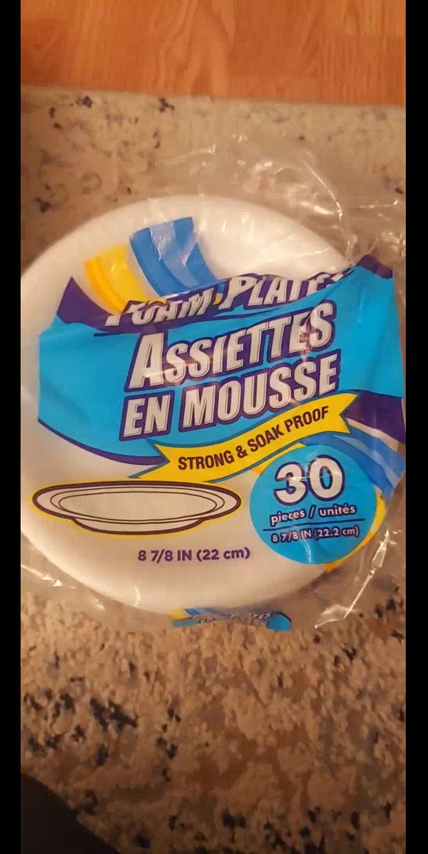 FOAM PLATES
ASSIETTES
EN MOUSSE
STRONG & SOAK PROOF
30
pieces / unités
8 7/8 IN (22.2 cm)
8 7/8 IN (22 cm)